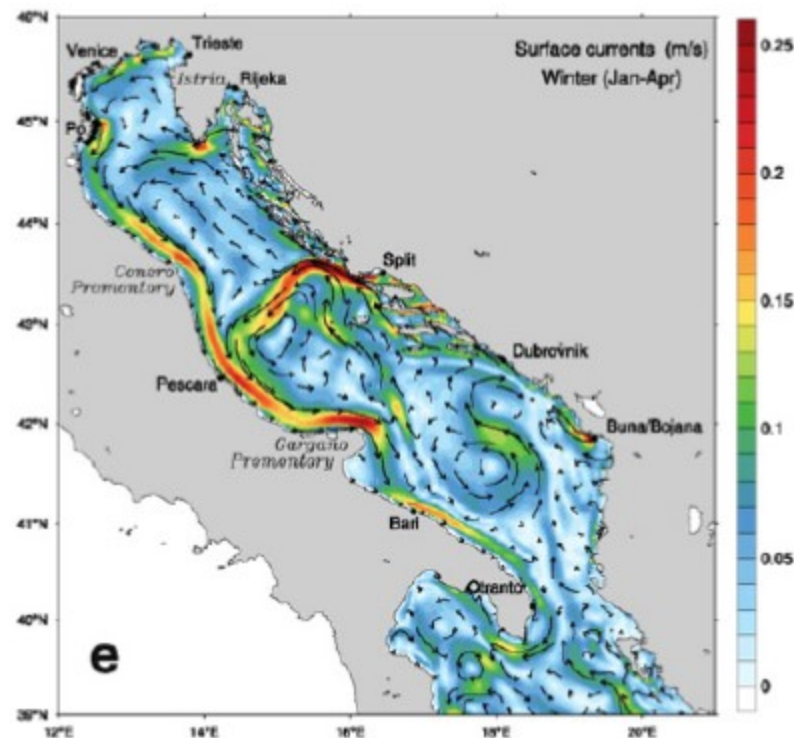 Surface currents (m/s)
Winter (Jan-Apr)
Venice
Trieste
Istria
Rijeka
Po
Conero
Promontory
Split
Dubrovnik
Pescara
Buna/Bojana
Gargano
Promontory
Bari
Otranto
e
46°N
45°N
44°N
43°N
42°N
41°N
40°N
39°N
12°E
14°E
16°E
18°E
20°E
0.25
0.2
0.15
0.1
0.05
0